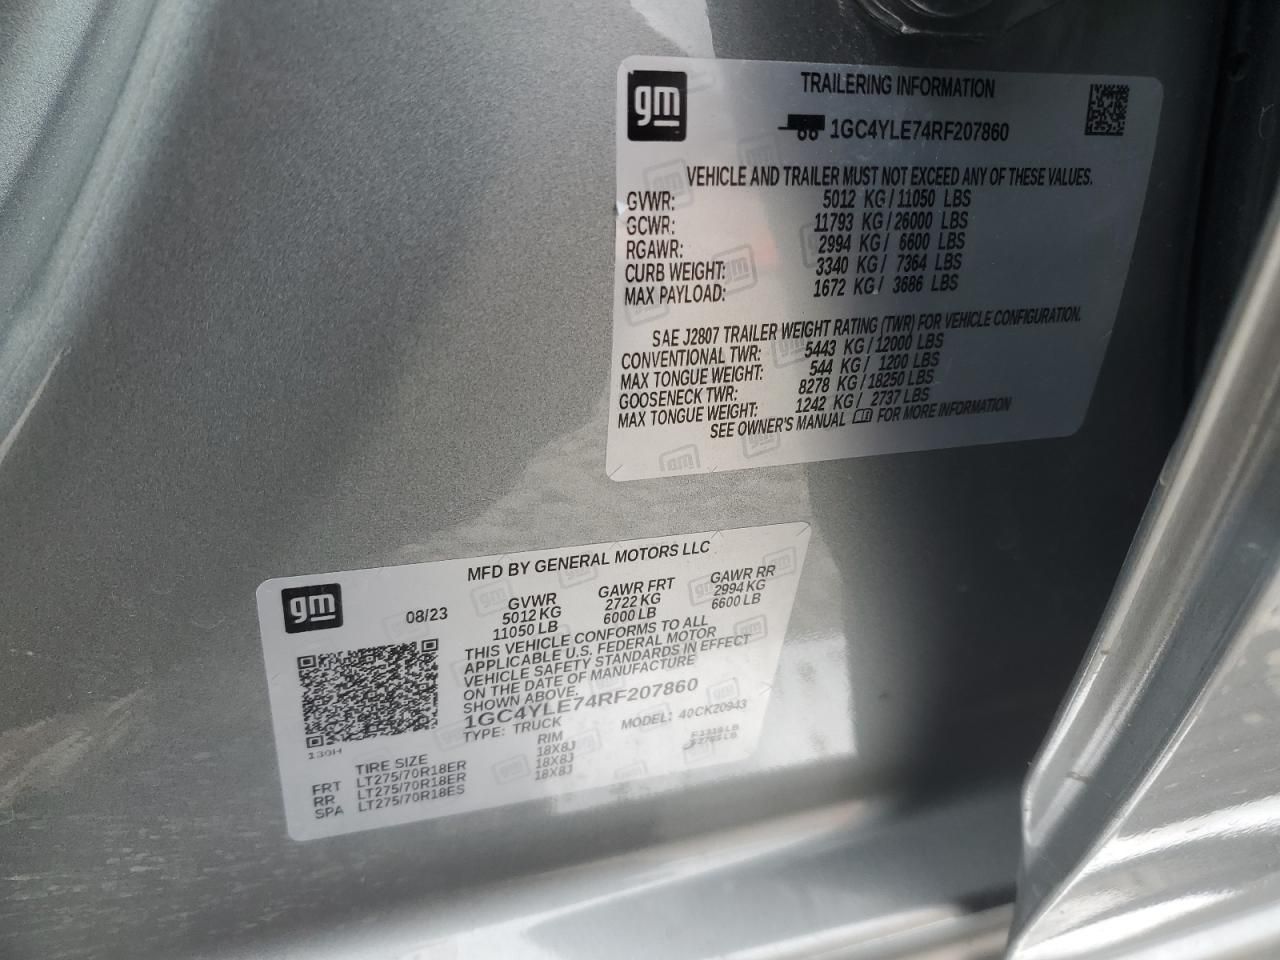 gm
TRAILERING INFORMATION
1GC4YLE74RF207860
VEHICLE AND TRAILER MUST NOT EXCEED ANY OF THESE VALUES.
GVWR: 5012 KG/11050 LBS
GCWR: 11793 KG/26000 LBS
RGAWR: 2994 KG/ 6600 LBS
CURB WEIGHT: 3340 KG/ 7364 LBS
MAX PAYLOAD: 1672 KG/ 3686 LBS
SAE J2807 TRAILER WEIGHT RATING (TWR) FOR VEHICLE CONFIGURATION.
CONVENTIONAL TWR: 5443 KG/12000 LBS
MAX TONGUE WEIGHT: 544 KG/ 1200 LBS
GOOSENECK TWR: 8278 KG/18250 LBS
MAX TONGUE WEIGHT: 1242 KG/ 2737 LBS
SEE OWNER'S MANUAL FOR MORE INFORMATION
gm
MFD BY GENERAL MOTORS LLC
08/23
GVWR GAWR FRT GAWR RR
5012 KG 2722 KG 2994 KG
11050 LB 6000 LB 6600 LB
THIS VEHICLE CONFORMS TO ALL
APPLICABLE U.S. FEDERAL MOTOR
VEHICLE SAFETY STANDARDS IN EFFECT
ON THE DATE OF MANUFACTURE
SHOWN ABOVE.
1GC4YLE74RF207860
TYPE: TRUCK MODEL: 40CK20943
130H
TIRE SIZE RIM
FRT LT275/70R18ER 18X8J
RR LT275/70R18ER 18X8J
SPA LT275/70R18ES 18X8J